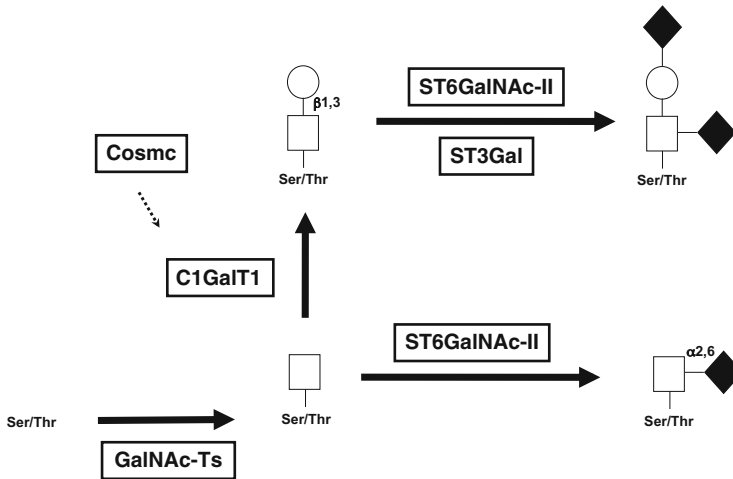 ST6GalNAc-II
β1,3
Cosmc
ST3Gal
Ser/Thr
Ser/Thr
C1GalT1
ST6GalNAc-II
α2,6
Ser/Thr
Ser/Thr
Ser/Thr
GalNAc-Ts